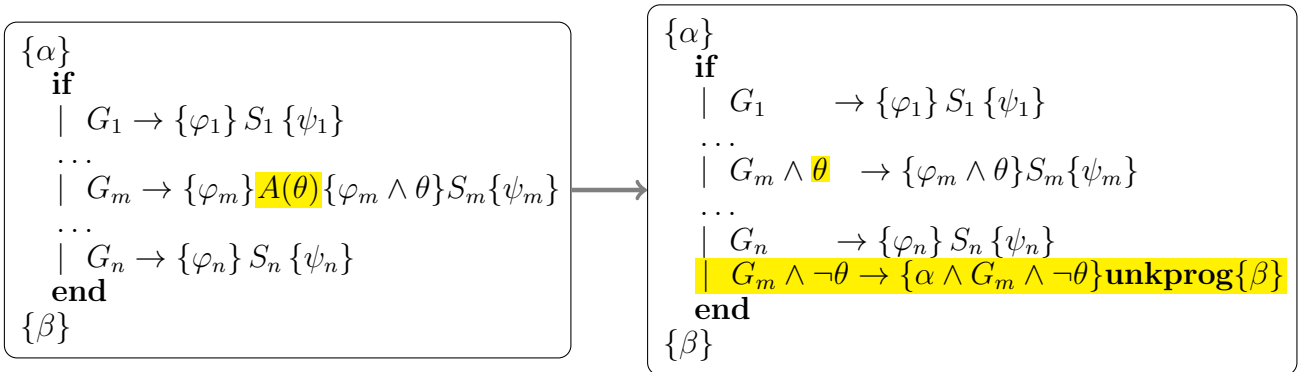 {α}
if
| G₁ → {φ₁} S₁ {ψ₁}
...
| Gₘ → {φₘ}A(θ){φₘ ∧ θ}Sₘ{ψₘ}
...
| Gₙ → {φₙ} Sₙ {ψₙ}
end
{β}
{α}
if
| G₁ → {φ₁} S₁ {ψ₁}
...
| Gₘ ∧ θ → {φₘ ∧ θ}Sₘ{ψₘ}
...
| Gₙ → {φₙ} Sₙ {ψₙ}
| Gₘ ∧ ¬θ → {α ∧ Gₘ ∧ ¬θ}unkprog{β}
end
{β}